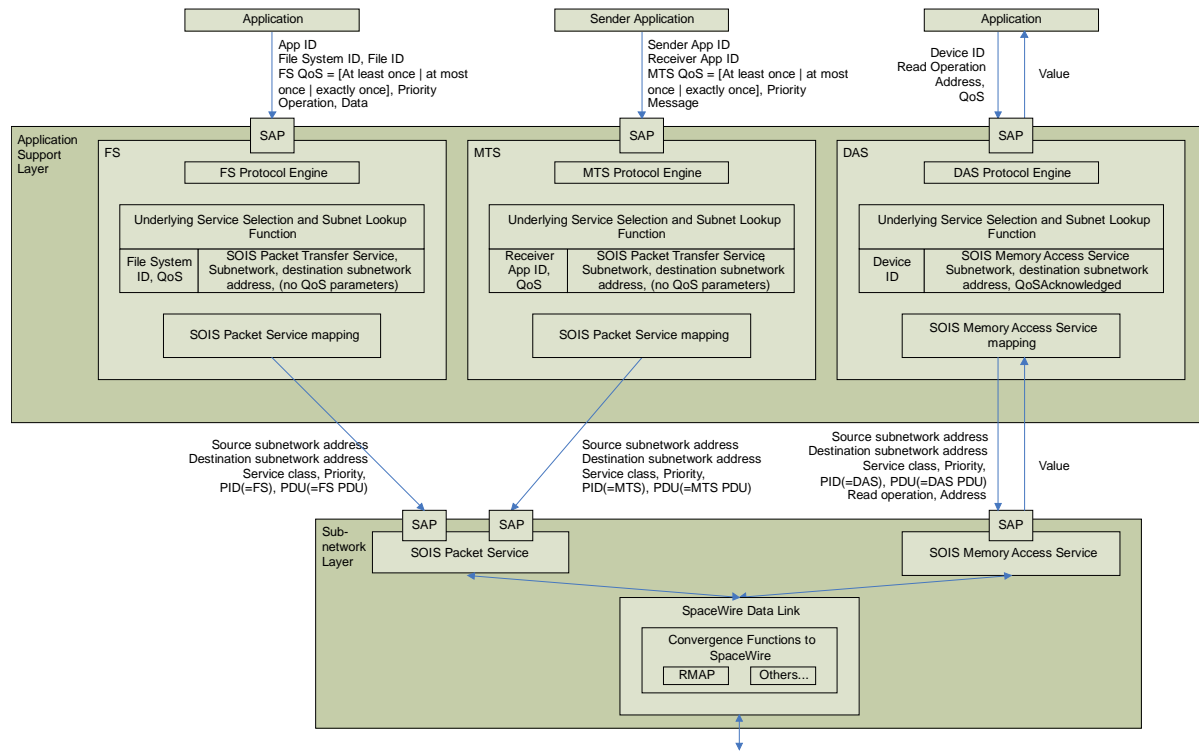 Application
Sender Application
Application
App ID
File System ID, File ID
FS QoS = [At least once | at most
once | exactly once], Priority
Operation, Data
Sender App ID
Receiver App ID
MTS QoS = [At least once | at most
once | exactly once], Priority
Message
Device ID
Read Operation
Address,
QoS
Value
Application
Support
Layer
SAP
FS
FS Protocol Engine
Underlying Service Selection and Subnet Lookup
Function
File System
ID, QoS
SOIS Packet Transfer Service,
Subnetwork, destination subnetwork
address, (no QoS parameters)
SOIS Packet Service mapping
SAP
MTS
MTS Protocol Engine
Underlying Service Selection and Subnet Lookup
Function
Receiver
App ID,
QoS
SOIS Packet Transfer Service,
Subnetwork, destination subnetwork
address, (no QoS parameters)
SOIS Packet Service mapping
SAP
DAS
DAS Protocol Engine
Underlying Service Selection and Subnet Lookup
Function
Device
ID
SOIS Memory Access Service
Subnetwork, destination subnetwork
address, QoSAcknowledged
SOIS Memory Access Service
mapping
Source subnetwork address
Destination subnetwork address
Service class, Priority,
PID(=FS), PDU(=FS PDU)
Source subnetwork address
Destination subnetwork address
Service class, Priority,
PID(=MTS), PDU(=MTS PDU)
Source subnetwork address
Destination subnetwork address
Service class, Priority,
PID(=DAS), PDU(=DAS PDU)
Read operation, Address
Value
Sub-
network
Layer
SAP
SAP
SOIS Packet Service
SAP
SOIS Memory Access Service
SpaceWire Data Link
Convergence Functions to
SpaceWire
RMAP
Others...